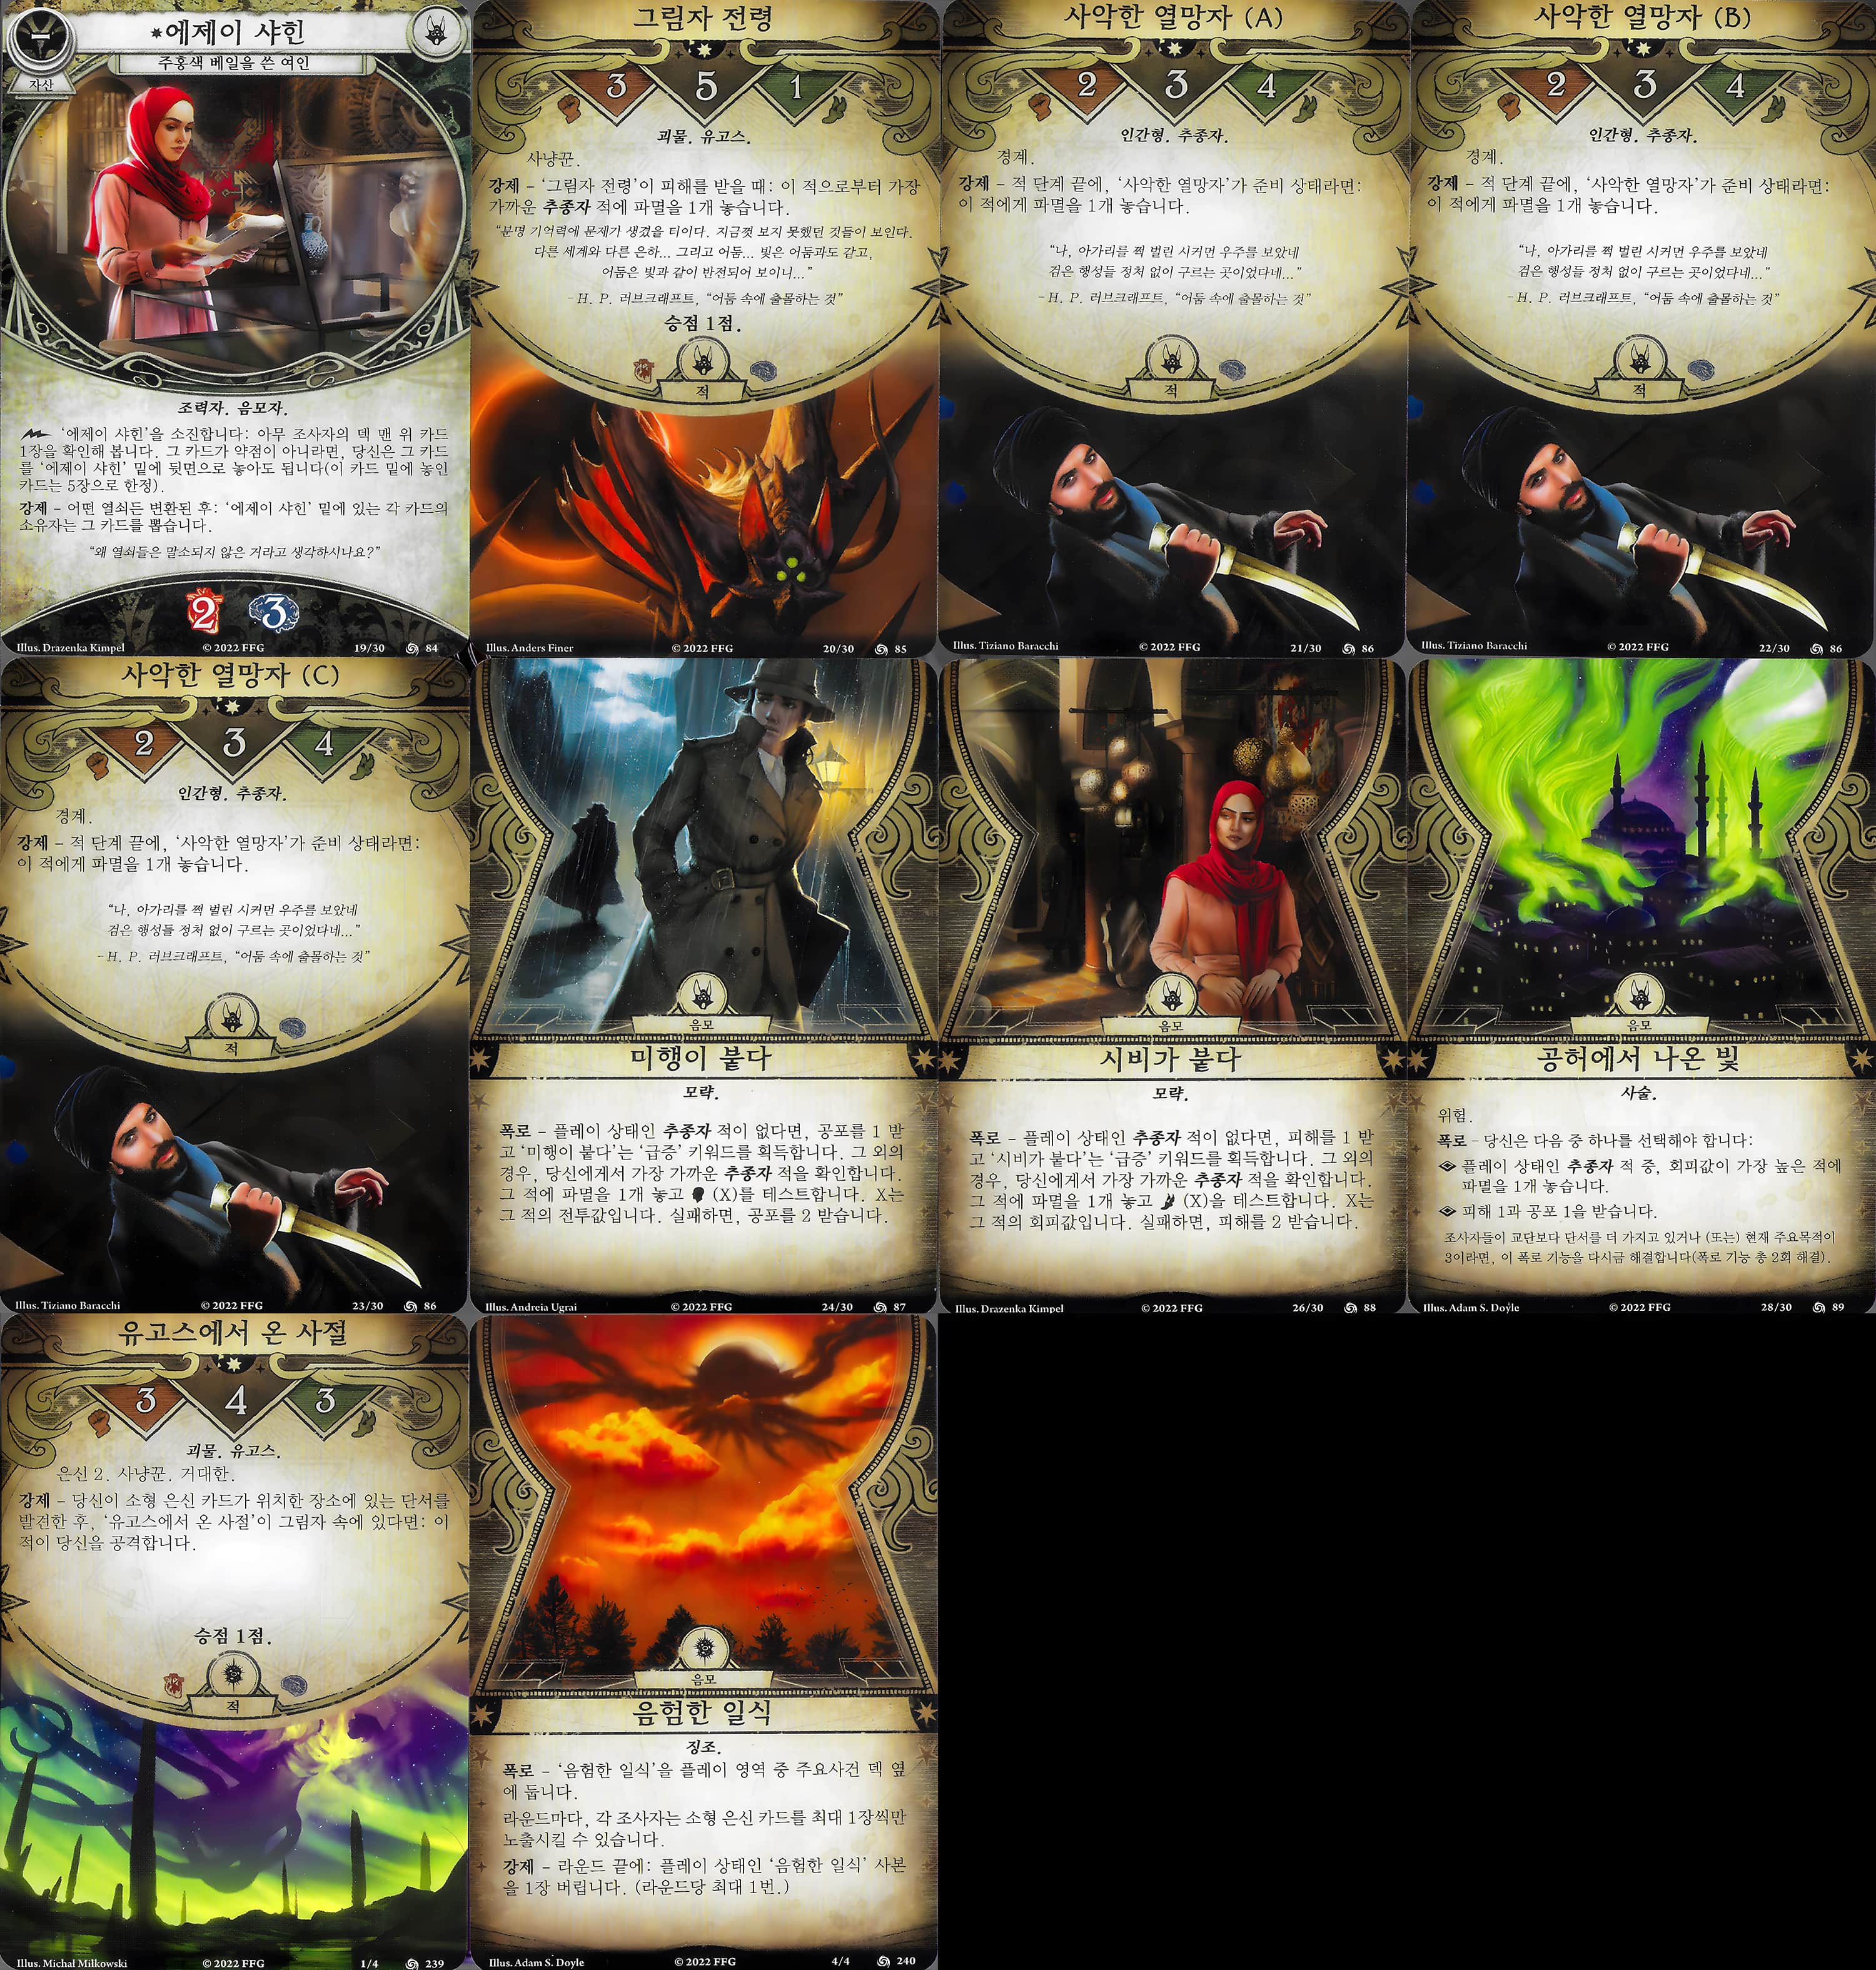 *에제이 샤힌
주홍색 베일을 쓴 여인
자산
조력자. 음모자.
‘에제이 샤힌’을 소진합니다: 아무 조사자의 덱 맨 위 카드
1장을 확인해 봅니다. 그 카드가 약점이 아니라면, 당신은 그 카드
를 ‘에제이 샤힌’ 밑에 뒷면으로 놓아도 됩니다(이 카드 밑에 놓인
카드는 5장으로 한정).
강제 – 어떤 열쇠든 변환된 후: ‘에제이 샤힌’ 밑에 있는 각 카드의
소유자는 그 카드를 뽑습니다.
“왜 열쇠들은 말소되지 않은 거라고 생각하시나요?”
2 3
Illus. Drazenka Kimpel © 2022 FFG 19/30 84
그림자 전령
3 5 1
괴물. 유고스.
사냥꾼.
강제 – ‘그림자 전령’이 피해를 받을 때: 이 적으로부터 가장
가까운 추종자 적에 파멸을 1개 놓습니다.
“분명 기억력에 문제가 생겼을 터이다. 지금껏 보지 못했던 것들이 보인다.
다른 세계와 다른 은하... 그리고 어둠... 빛은 어둠과도 같고,
어둠은 빛과 같이 반전되어 보이니...”
- H. P. 러브크래프트, “어둠 속에 출몰하는 것”
승점 1점.
적
Illus. Anders Finer © 2022 FFG 20/30 85
사악한 열망자 (A)
2 3 4
인간형. 추종자.
경계.
강제 – 적 단계 끝에, ‘사악한 열망자’가 준비 상태라면:
이 적에게 파멸을 1개 놓습니다.
“나, 아가리를 쩍 벌린 시커먼 우주를 보았네
검은 행성들 정처 없이 구르는 곳이었다네...”
- H. P. 러브크래프트, “어둠 속에 출몰하는 것”
적
Illus. Tiziano Baracchi © 2022 FFG 21/30 86
사악한 열망자 (B)
2 3 4
인간형. 추종자.
경계.
강제 – 적 단계 끝에, ‘사악한 열망자’가 준비 상태라면:
이 적에게 파멸을 1개 놓습니다.
“나, 아가리를 쩍 벌린 시커먼 우주를 보았네
검은 행성들 정처 없이 구르는 곳이었다네...”
- H. P. 러브크래프트, “어둠 속에 출몰하는 것”
적
Illus. Tiziano Baracchi © 2022 FFG 22/30 86
사악한 열망자 (C)
2 3 4
인간형. 추종자.
경계.
강제 – 적 단계 끝에, ‘사악한 열망자’가 준비 상태라면:
이 적에게 파멸을 1개 놓습니다.
“나, 아가리를 쩍 벌린 시커먼 우주를 보았네
검은 행성들 정처 없이 구르는 곳이었다네...”
- H. P. 러브크래프트, “어둠 속에 출몰하는 것”
적
Illus. Tiziano Baracchi © 2022 FFG 23/30 86
음모
미행이 붙다
모략.
폭로 – 플레이 상태인 추종자 적이 없다면, 공포를 1 받
고 ‘미행이 붙다’는 ‘급증’ 키워드를 획득합니다. 그 외의
경우, 당신에게서 가장 가까운 추종자 적을 확인합니다.
그 적에 파멸을 1개 놓고 (X)를 테스트합니다. X는
그 적의 전투값입니다. 실패하면, 공포를 2 받습니다.
Illus. Andreia Ugrai © 2022 FFG 24/30 87
음모
시비가 붙다
모략.
폭로 – 플레이 상태인 추종자 적이 없다면, 피해를 1 받
고 ‘시비가 붙다’는 ‘급증’ 키워드를 획득합니다. 그 외의
경우, 당신에게서 가장 가까운 추종자 적을 확인합니다.
그 적에 파멸을 1개 놓고 (X)을 테스트합니다. X는
그 적의 회피값입니다. 실패하면, 피해를 2 받습니다.
Illus. Drazenka Kimpel © 2022 FFG 26/30 88
음모
공허에서 나온 빛
사술.
위험.
폭로 – 당신은 다음 중 하나를 선택해야 합니다:
플레이 상태인 추종자 적 중, 회피값이 가장 높은 적에
파멸을 1개 놓습니다.
피해 1과 공포 1을 받습니다.
조사자들이 교단보다 단서를 더 가지고 있거나 (또는) 현재 주요목적이
3이라면, 이 폭로 기능을 다시금 해결합니다(폭로 기능 총 2회 해결).
Illus. Adam S. Doyle © 2022 FFG 28/30 89
유고스에서 온 사절
3 4 3
괴물. 유고스.
은신 2. 사냥꾼. 거대한.
강제 – 당신이 소형 은신 카드가 위치한 장소에 있는 단서를
발견한 후, ‘유고스에서 온 사절’이 그림자 속에 있다면: 이
적이 당신을 공격합니다.
승점 1점.
적
Illus. Michał Miłkowski © 2022 FFG 1/4 239
음모
음험한 일식
징조.
폭로 – ‘음험한 일식’을 플레이 영역 중 주요사건 덱 옆
에 둡니다.
라운드마다, 각 조사자는 소형 은신 카드를 최대 1장씩만
노출시킬 수 있습니다.
강제 – 라운드 끝에: 플레이 상태인 ‘음험한 일식’ 사본
을 1장 버립니다. (라운드당 최대 1번.)
Illus. Adam S. Doyle © 2022 FFG 4/4 240